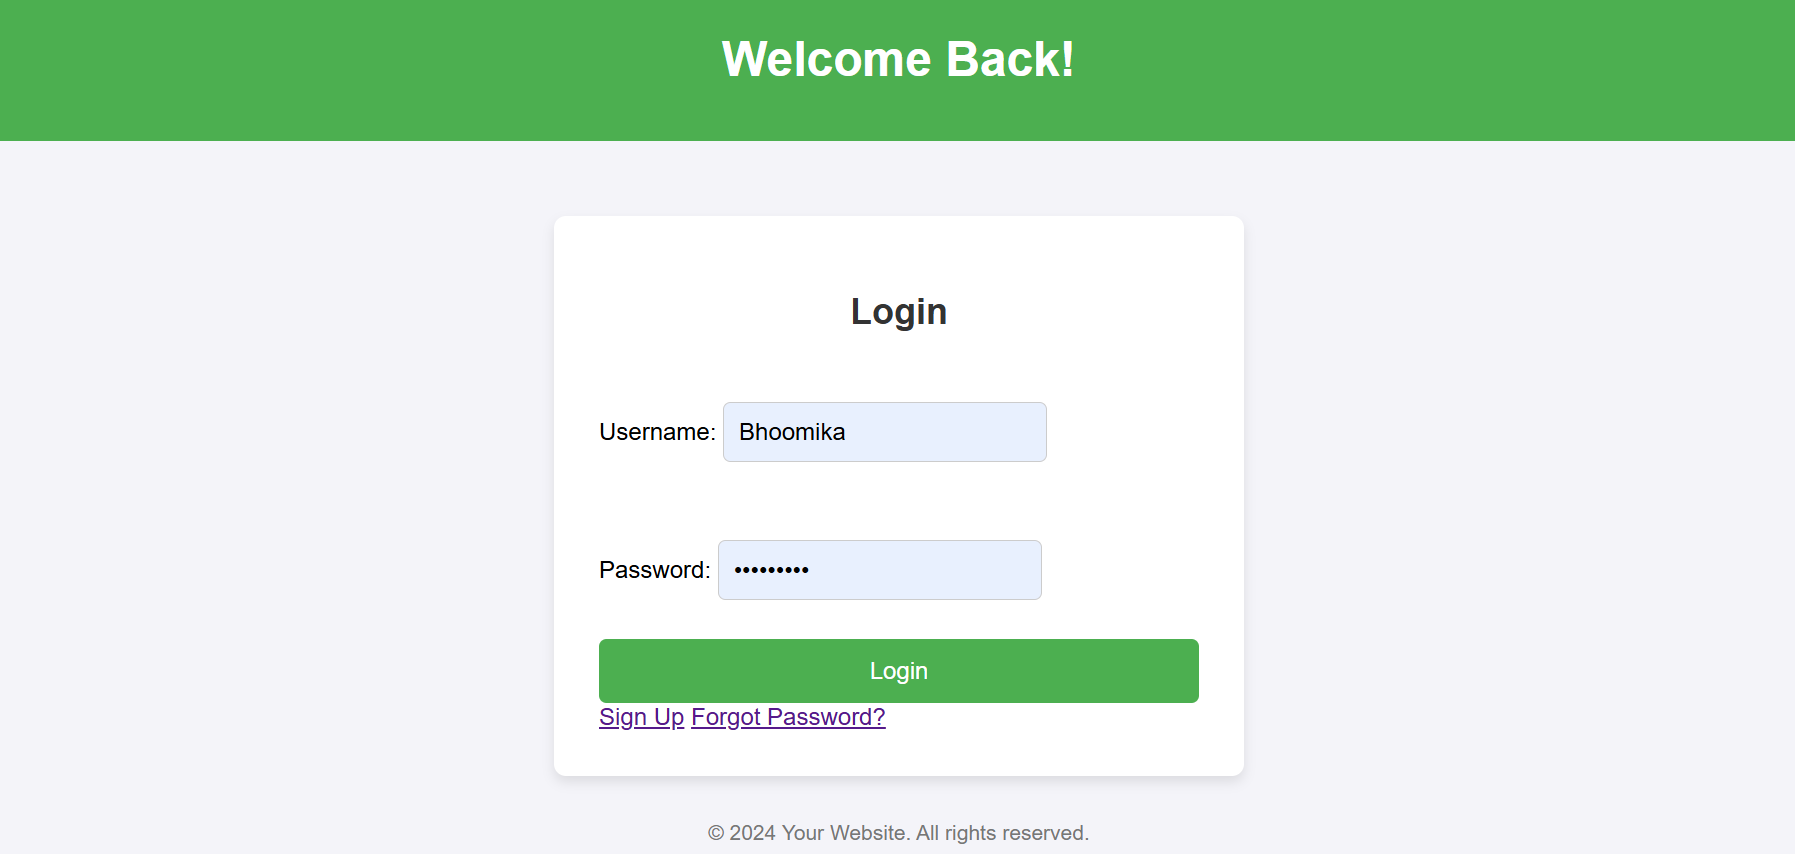 Welcome Back!
Login
Username: Bhoomika
Password: •••••••••
Login
Sign Up Forgot Password?
© 2024 Your Website. All rights reserved.